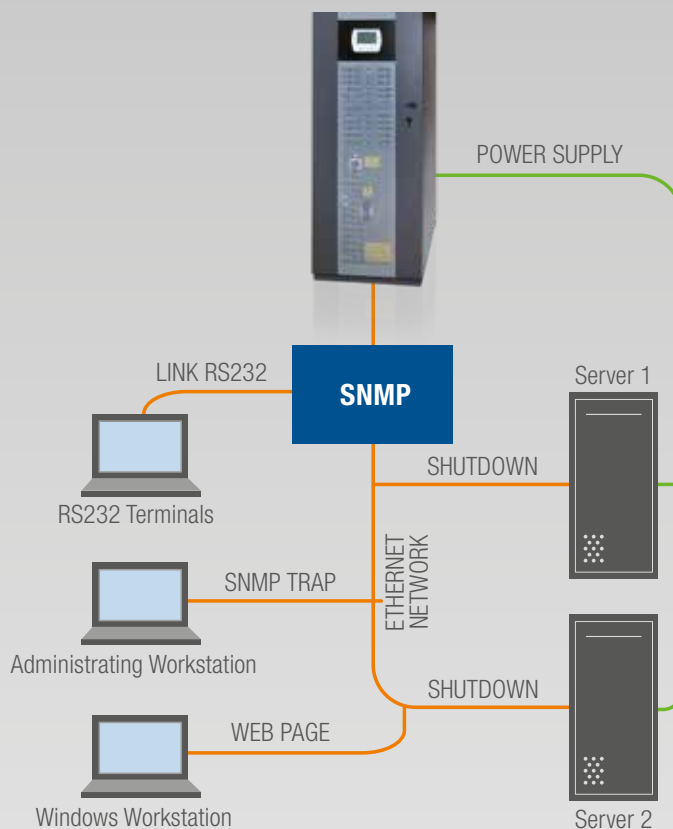 POWER SUPPLY
LINK RS232
SNMP
Server 1
SHUTDOWN
RS232 Terminals
ETHERNET
NETWORK
SNMP TRAP
Administrating Workstation
SHUTDOWN
WEB PAGE
Windows Workstation
Server 2